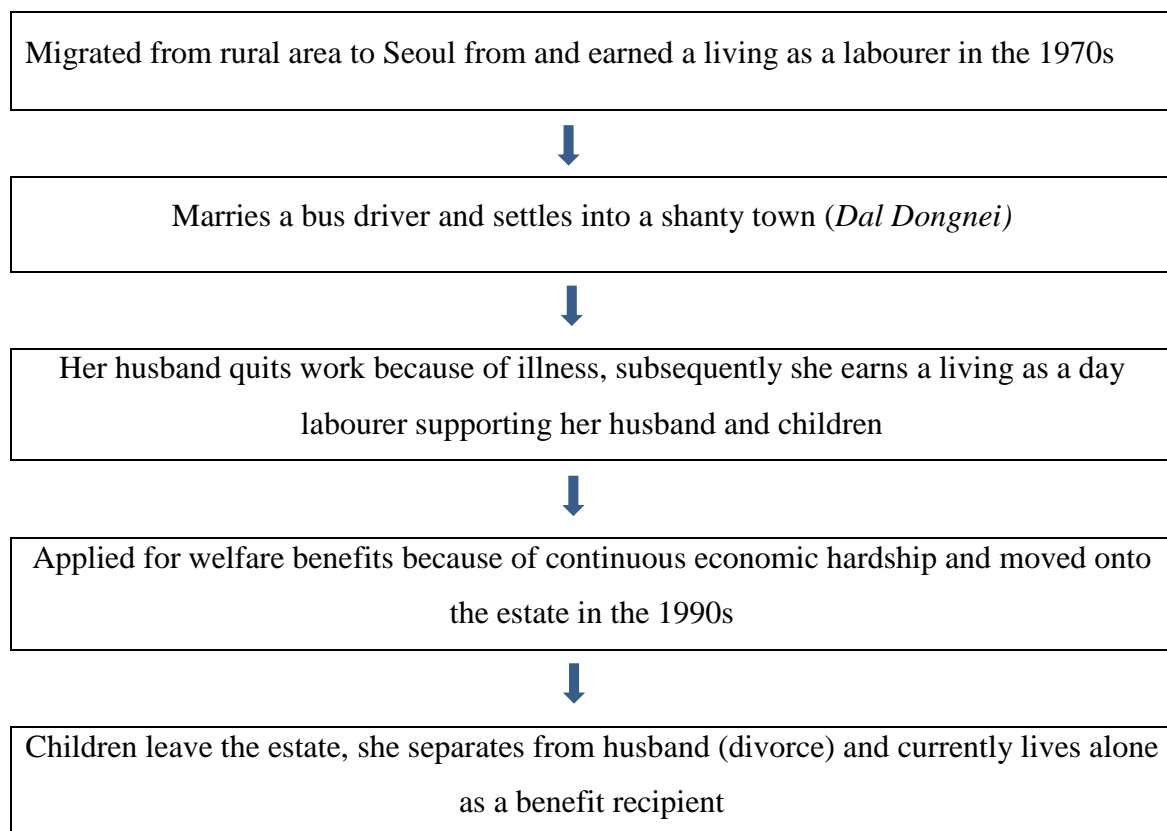 Migrated from rural area to Seoul from and earned a living as a labourer in the 1970s
Marries a bus driver and settles into a shanty town (Dal Dongnei)
Her husband quits work because of illness, subsequently she earns a living as a day
labourer supporting her husband and children
Applied for welfare benefits because of continuous economic hardship and moved onto
the estate in the 1990s
Children leave the estate, she separates from husband (divorce) and currently lives alone
as a benefit recipient